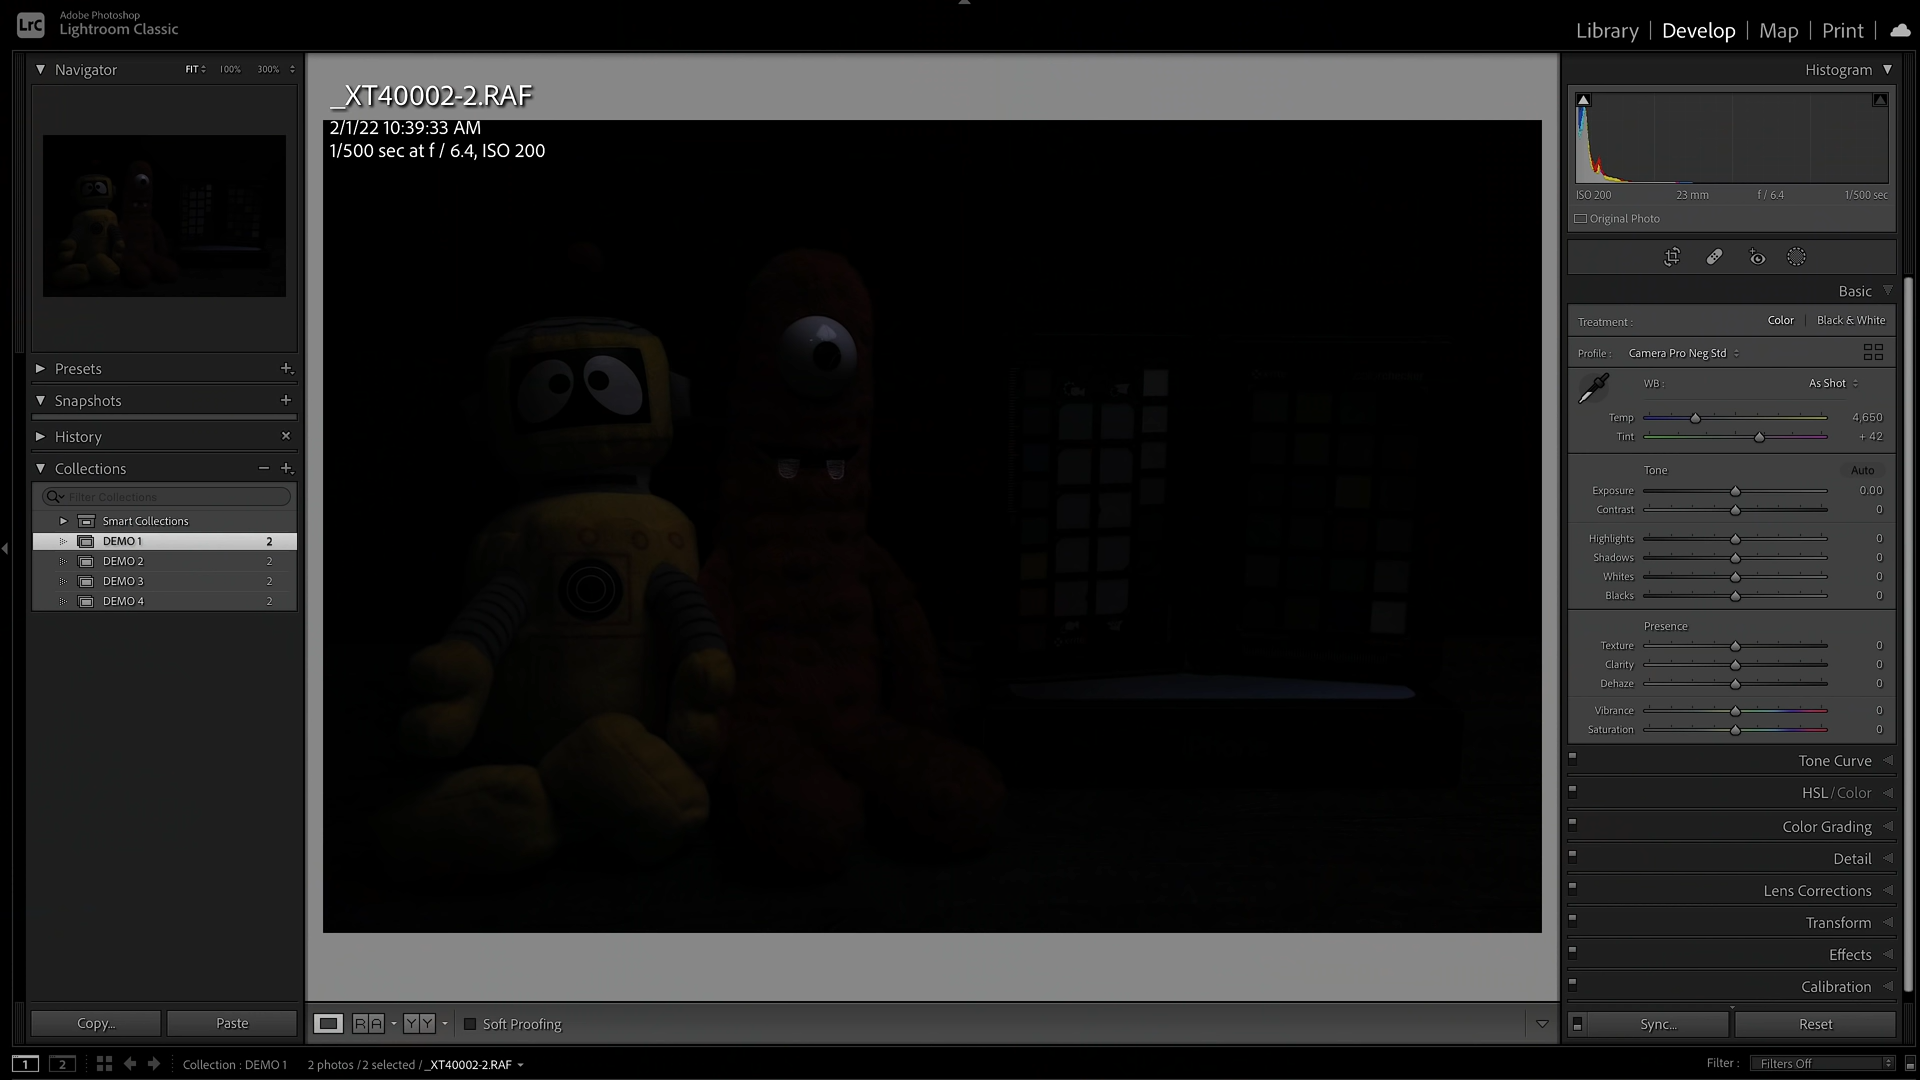 LrC
Adobe Photoshop
Lightroom Classic
Library | Develop | Map | Print
Navigator FIT 100% 300%
Presets
Snapshots
History
Collections
Filter Collections
Smart Collections
DEMO 1 2
DEMO 2 2
DEMO 3 2
DEMO 4 2
Copy... Paste
_XT40002-2.RAF
2/1/22 10:39:33 AM
1/500 sec at f / 6.4, ISO 200
R A Y Y Soft Proofing
Histogram
ISO 200 23 mm f / 6.4 1/500 sec
Original Photo
Basic
Treatment : Color | Black & White
Profile : Camera Pro Neg Std
WB : As Shot
Temp 4,650
Tint + 42
Tone Auto
Exposure 0.00
Contrast 0
Highlights 0
Shadows 0
Whites 0
Blacks 0
Presence
Texture 0
Clarity 0
Dehaze 0
Vibrance 0
Saturation 0
Tone Curve
HSL / Color
Color Grading
Detail
Lens Corrections
Transform
Effects
Calibration
Sync... Reset
1 2 Collection : DEMO 1 2 photos / 2 selected / _XT40002-2.RAF Filter : Filters Off